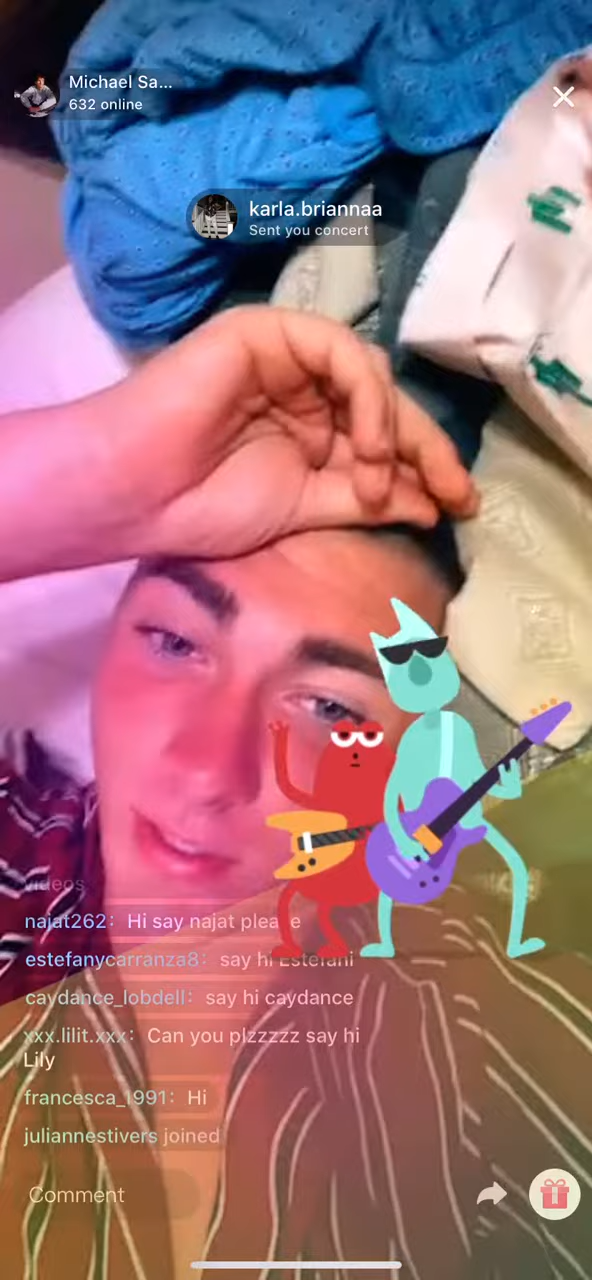 Michael Sa...
632 online
karla.briannaa
Sent you concert
videos
najat262: Hi say najat please
estefanycarranza8: say hi Estefani
caydance_lobdell: say hi caydance
xxx.lilit.xxx: Can you plzzzzz say hi
Lily
francesca_1991: Hi
juliannestivers joined
Comment